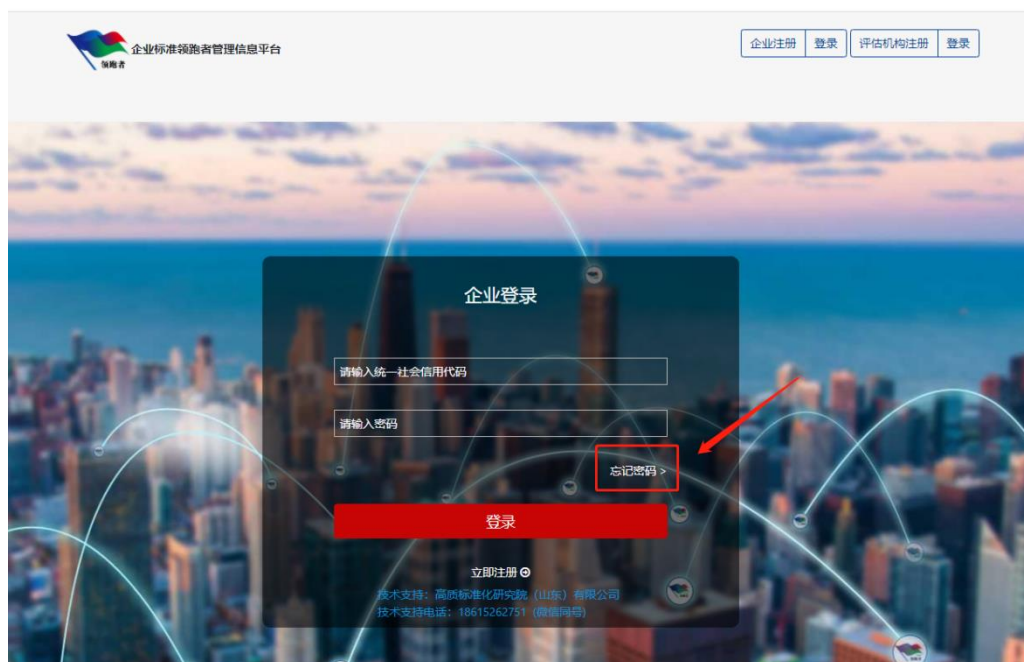 企业标准领跑者管理信息平台
领跑者
企业注册 登录 评估机构注册 登录
企业登录
请输入统一社会信用代码
请输入密码
忘记密码 >
登录
立即注册
技术支持：高质标准化研究院（山东）有限公司
技术支持电话：18615262751 (微信同号)